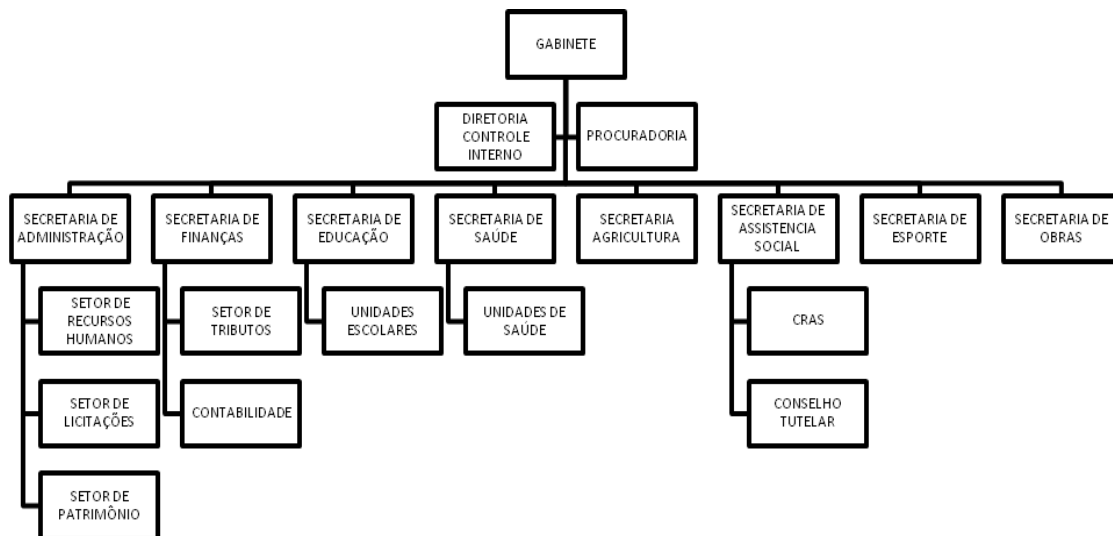 GABINETE
DIRETORIA
CONTROLE
INTERNO
PROCURADORIA
SECRETARIA DE
ADMINISTRAÇÃO
SECRETARIA DE
FINANÇAS
SECRETARIA DE
EDUCAÇÃO
SECRETARIA DE
SAÚDE
SECRETARIA
AGRICULTURA
SECRETARIA DE
ASSISTENCIA
SOCIAL
SECRETARIA DE
ESPORTE
SECRETARIA DE
OBRAS
SETOR DE
RECURSOS
HUMANOS
SETOR DE
TRIBUTOS
UNIDADES
ESCOLARES
UNIDADES DE
SAÚDE
CRAS
SETOR DE
LICITAÇÕES
CONTABILIDADE
CONSELHO
TUTELAR
SETOR DE
PATRIMÔNIO